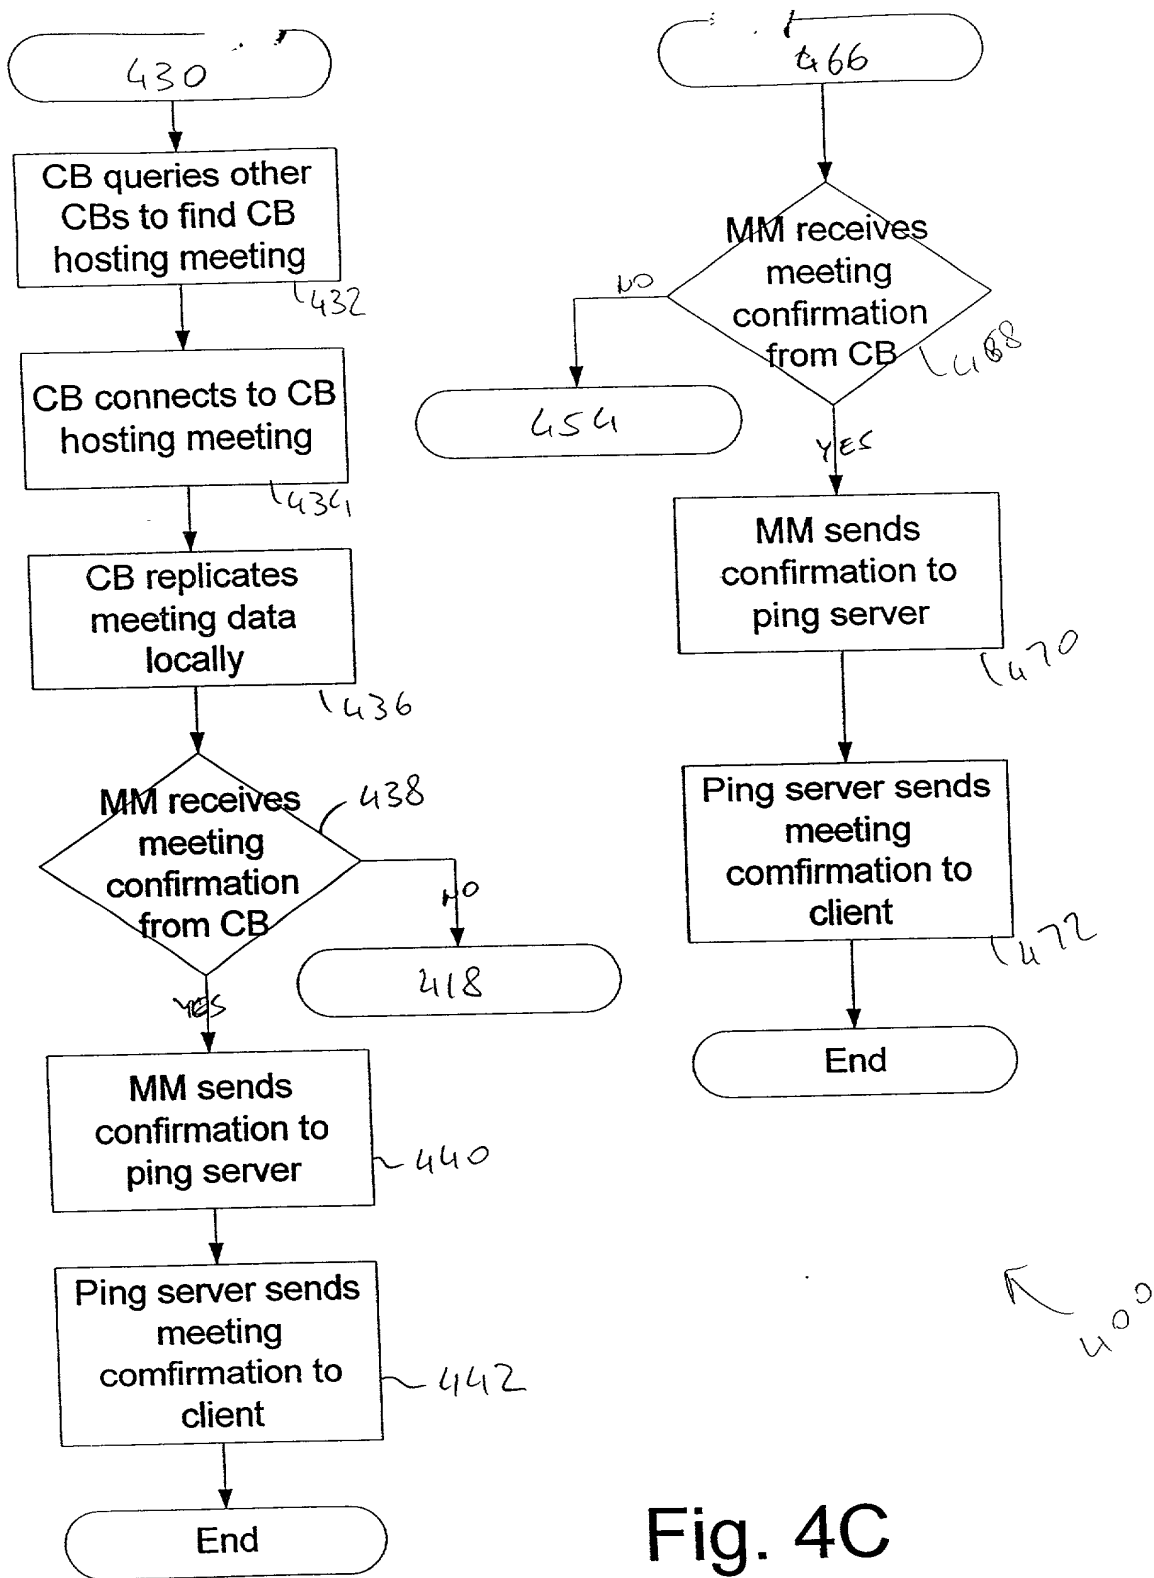 430
CB queries other
CBs to find CB
hosting meeting
432
CB connects to CB
hosting meeting
434
CB replicates
meeting data
locally
436
MM receives
meeting
confirmation
from CB
438
NO
418
YES
MM sends
confirmation to
ping server
440
Ping server sends
meeting
comfirmation to
client
442
End
466
MM receives
meeting
confirmation
from CB
468
NO
454
YES
MM sends
confirmation to
ping server
470
Ping server sends
meeting
comfirmation to
client
472
End
400
Fig. 4C